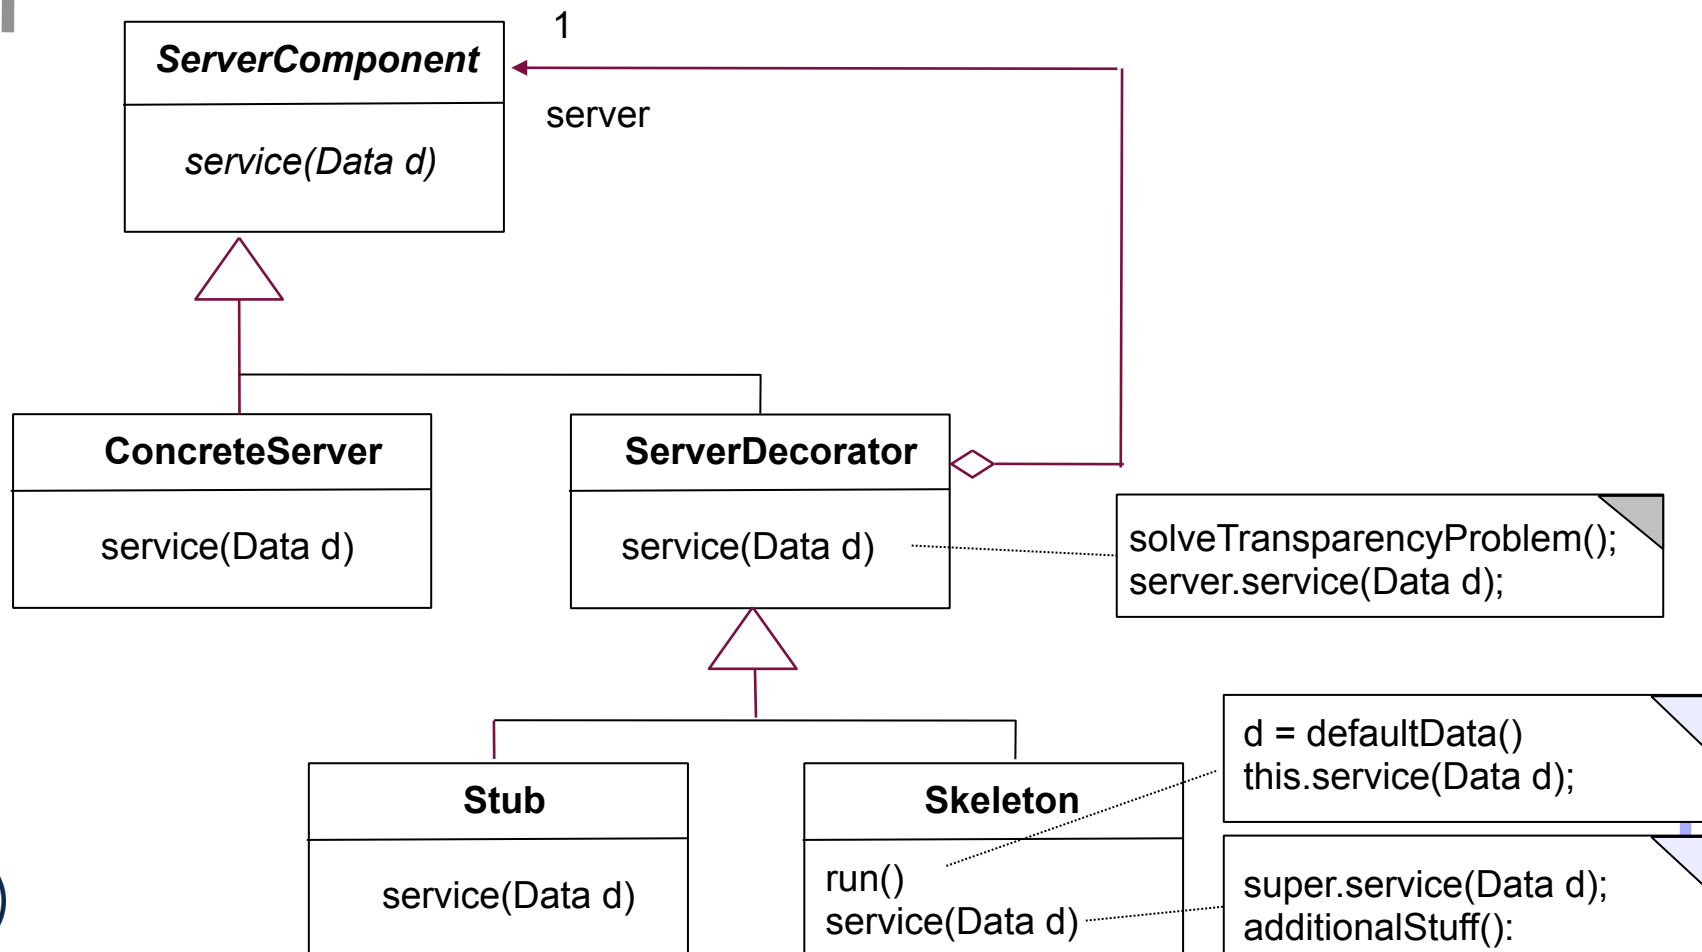 1
ServerComponent
server
service(Data d)
ConcreteServer
ServerDecorator
service(Data d)
service(Data d)
solveTransparencyProblem();
server.service(Data d);
Stub
Skeleton
d = defaultData()
this.service(Data d);
service(Data d)
run()
service(Data d)
super.service(Data d);
additionalStuff():